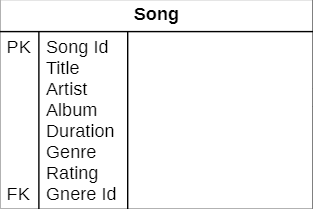 Song
PK Song Id
Title
Artist
Album
Duration
Genre
Rating
FK Gnere Id